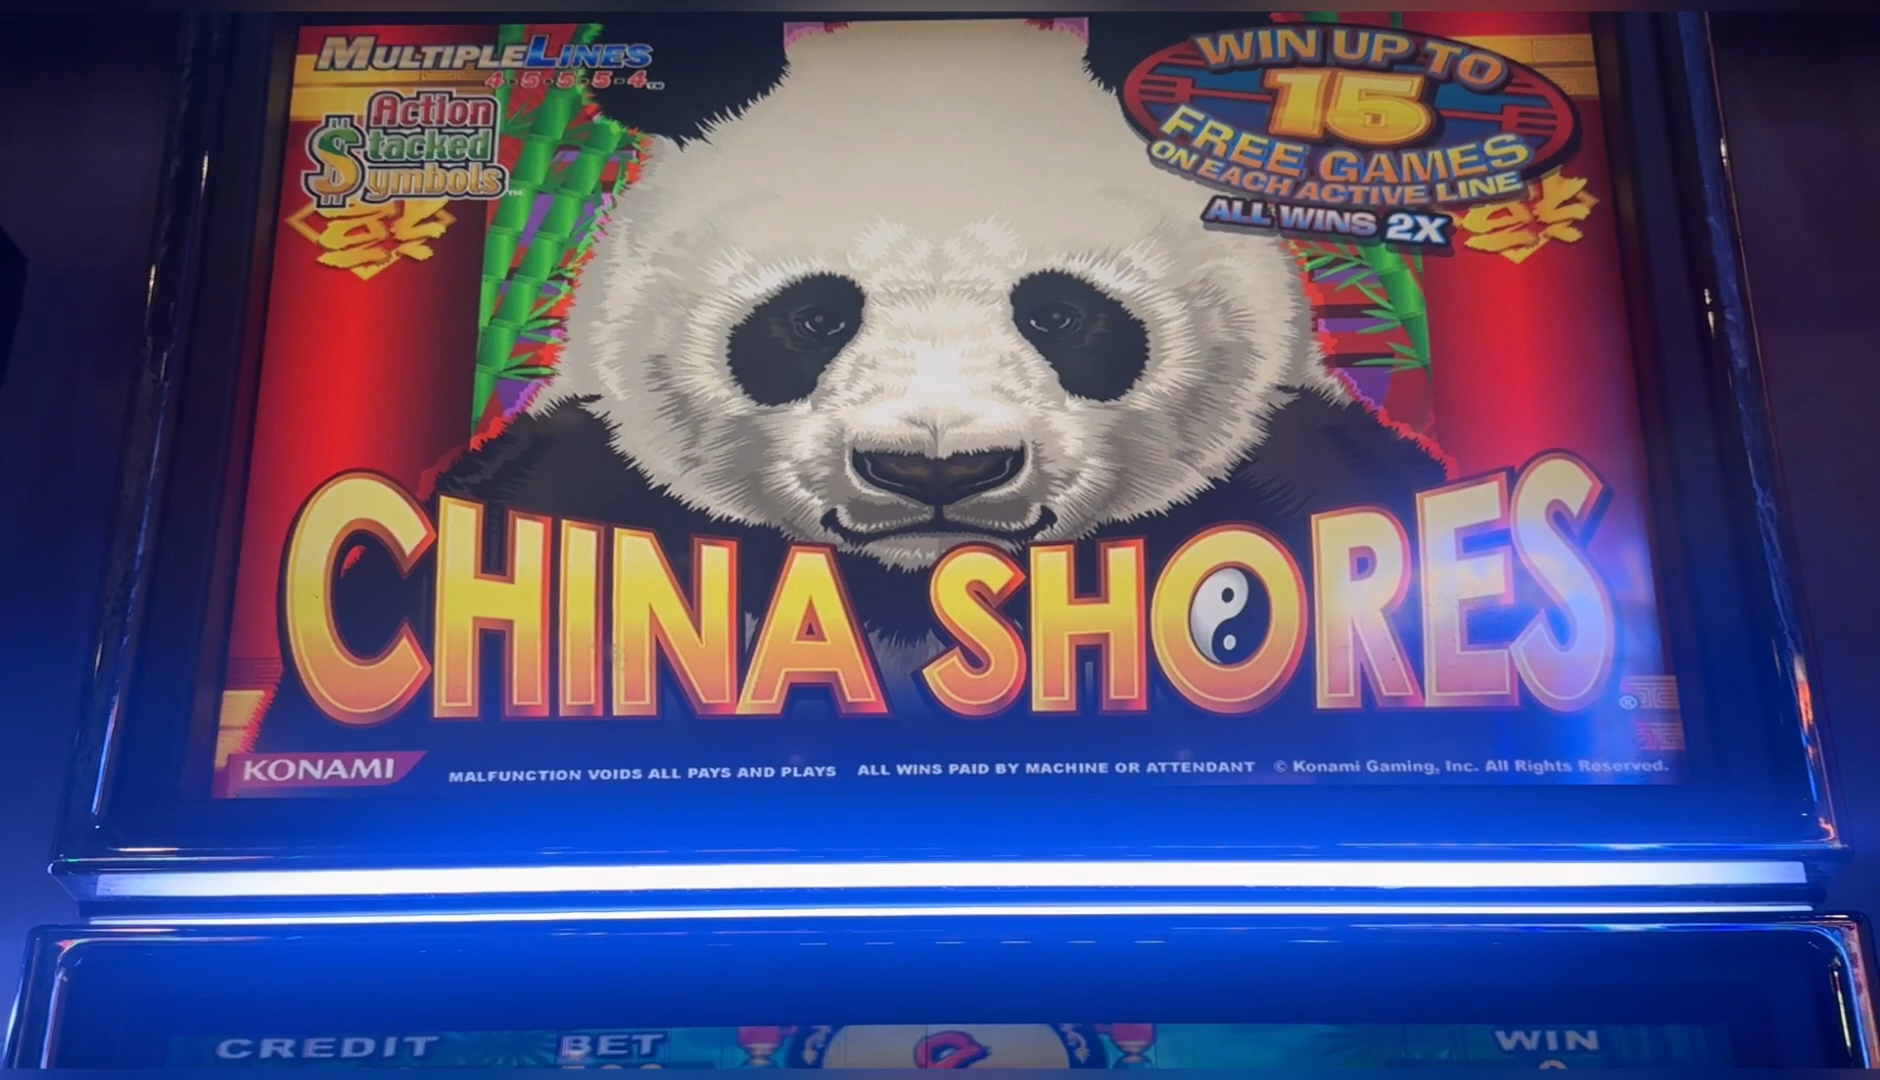 MULTIPLELINES
4·5·5·5·4™
Action
$tacked
$ymbols™
WIN UP TO
15
FREE GAMES
ON EACH ACTIVE LINE
ALL WINS 2X
CHINA SHORES®
KONAMI
MALFUNCTION VOIDS ALL PAYS AND PLAYS ALL WINS PAID BY MACHINE OR ATTENDANT © Konami Gaming, Inc. All Rights Reserved.
CREDIT BET WIN